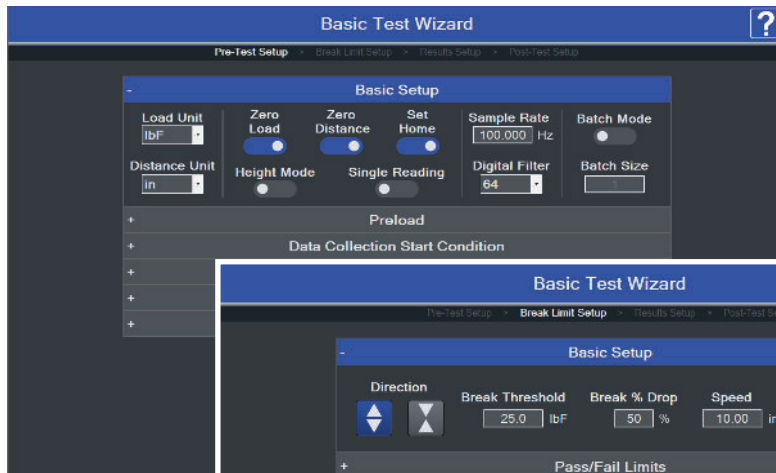 Basic Test Wizard
?
Pre-Test Setup > Break Limit Setup > Results Setup > Post-Test Setup
- Basic Setup
Load Unit Zero Load Zero Distance Set Home Sample Rate Batch Mode
lbF 100.000 Hz
Distance Unit Height Mode Single Reading Digital Filter Batch Size
in 64 1
+ Preload
+ Data Collection Start Condition
+
+
+
Basic Test Wizard
Pre-Test Setup > Break Limit Setup > Results Setup > Post-Test Se
- Basic Setup
Direction Break Threshold Break % Drop Speed
25.0 lbF 50 % 10.00 in
+ Pass/Fail Limits